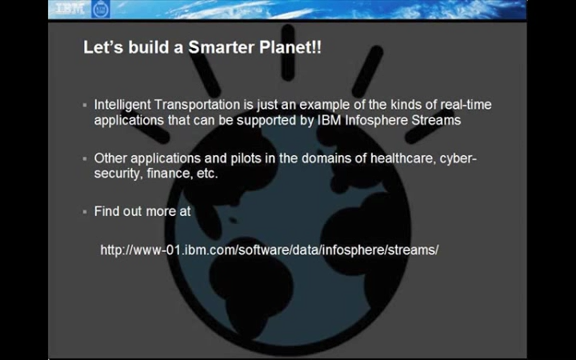 IBM
Let's build a Smarter Planet!!
Intelligent Transportation is just an example of the kinds of real-time
applications that can be supported by IBM Infosphere Streams
Other applications and pilots in the domains of healthcare, cyber-
security, finance, etc.
Find out more at
http://www-01.ibm.com/software/data/infosphere/streams/